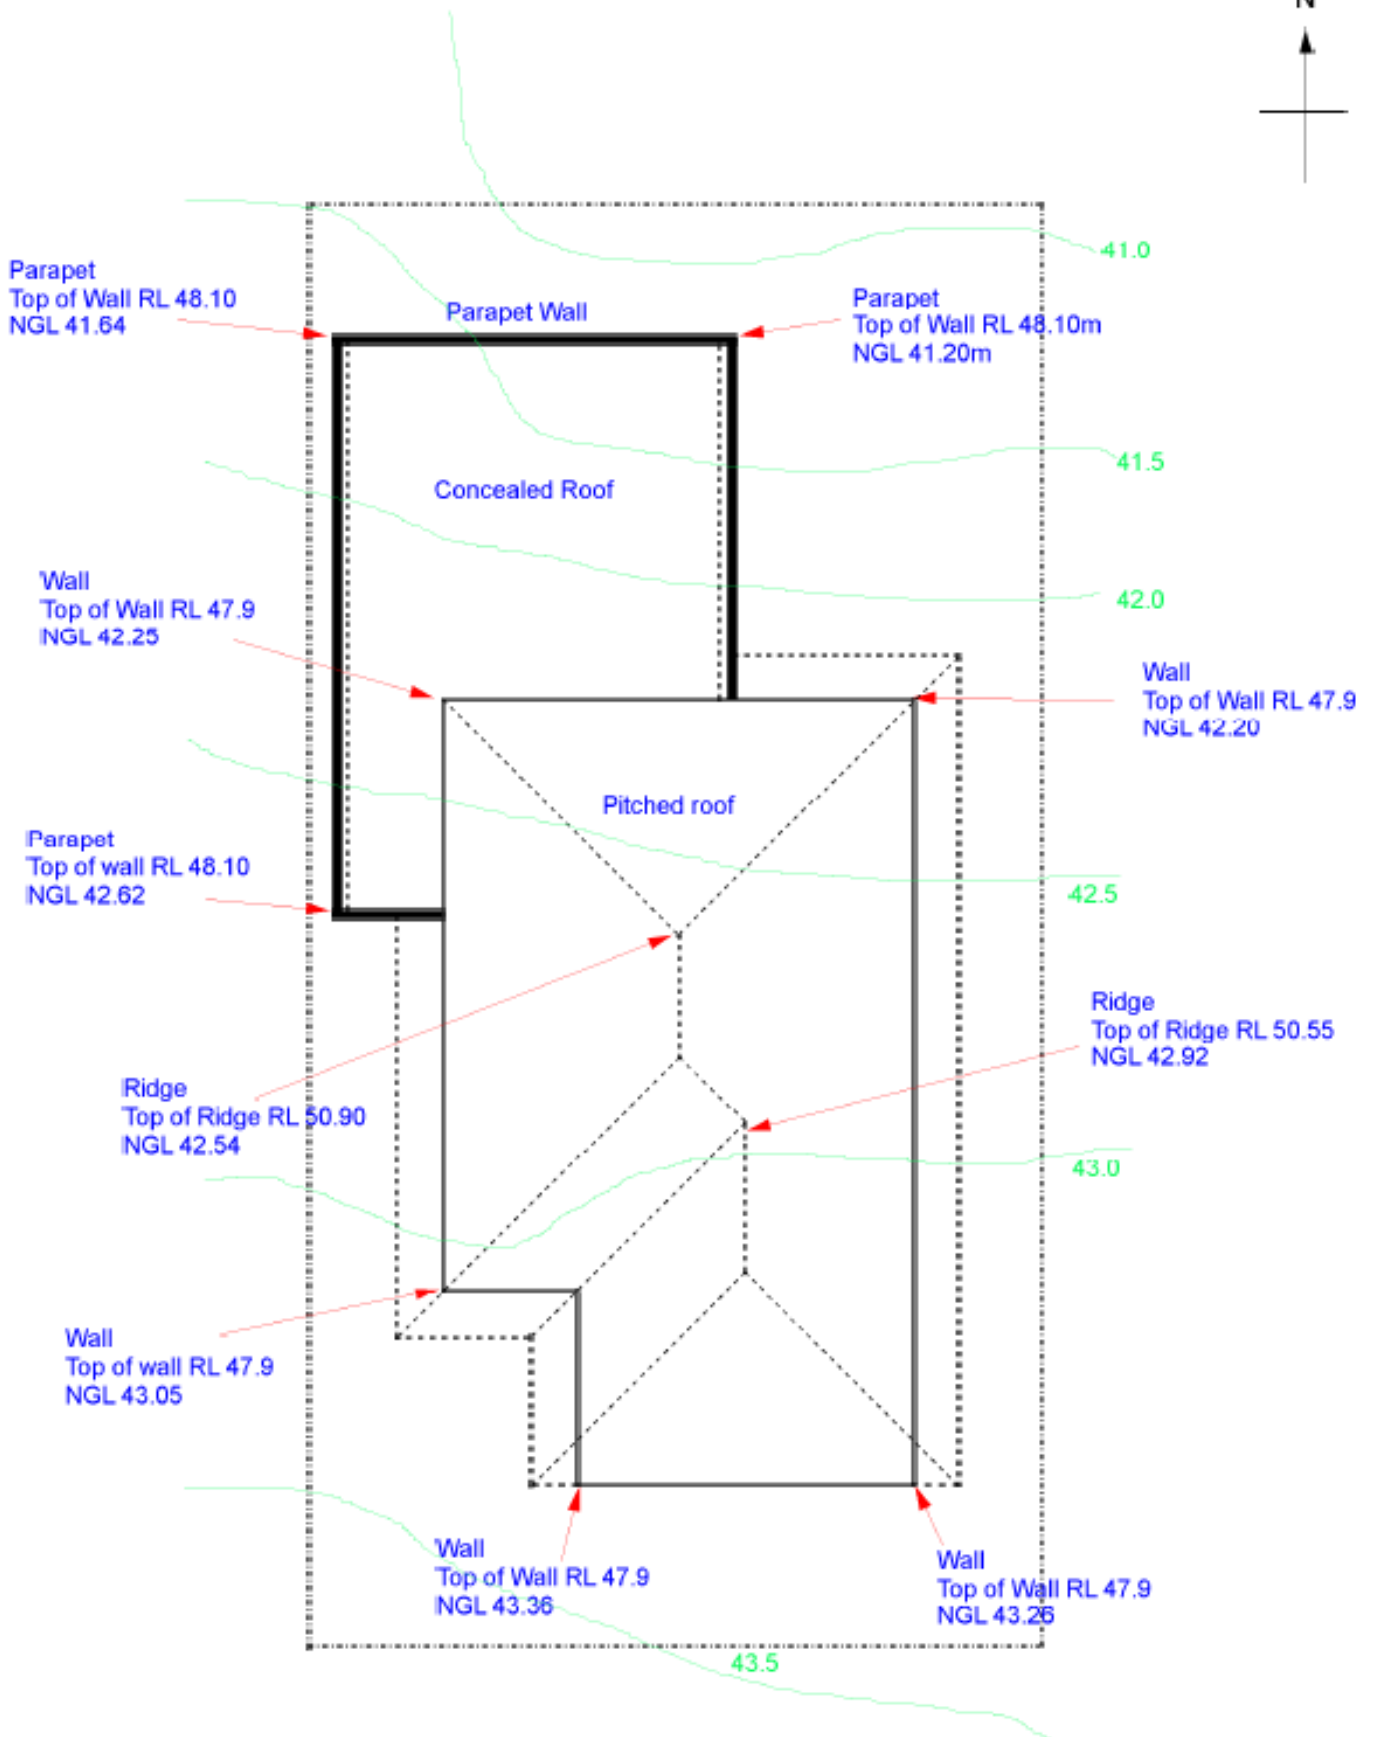 N
41.0
Parapet
Top of Wall RL 48.10
NGL 41.64
Parapet Wall
Parapet
Top of Wall RL 48.10m
NGL 41.20m
41.5
Concealed Roof
Wall
Top of Wall RL 47.9
NGL 42.25
42.0
Wall
Top of Wall RL 47.9
NGL 42.20
Pitched roof
Parapet
Top of wall RL 48.10
NGL 42.62
42.5
Ridge
Top of Ridge RL 50.55
NGL 42.92
Ridge
Top of Ridge RL 50.90
NGL 42.54
43.0
Wall
Top of wall RL 47.9
NGL 43.05
Wall
Top of Wall RL 47.9
NGL 43.36
Wall
Top of Wall RL 47.9
NGL 43.26
43.5